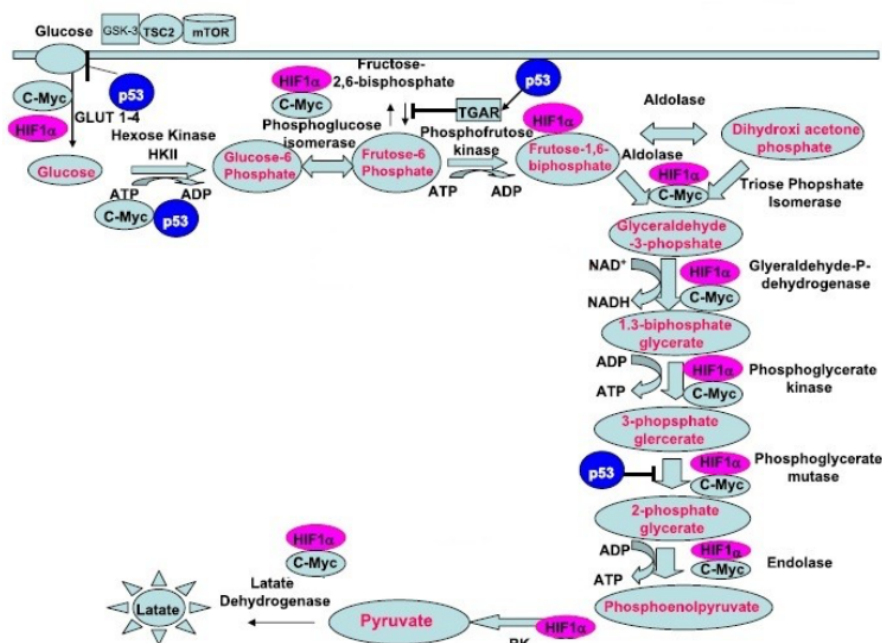 Glucose
GSK-3
TSC2
mTOR
C-Myc
HIF1α
p53
GLUT 1-4
Glucose
Hexose Kinase
HKII
ATP
ADP
C-Myc
p53
Glucose-6
Phosphate
HIF1α
C-Myc
Phosphoglucose
isomerase
Fructose-
2,6-bisphosphate
Frutose-6
Phosphate
TGAR
p53
Phosphofrutose
kinase
ATP
ADP
HIF1α
Frutose-1,6-
biphosphate
Aldolase
Dihydroxi acetone
phosphate
Aldolase
HIF1α
C-Myc
Triose Phopshate
Isomerase
Glyceraldehyde
-3-phopshate
NAD+
NADH
HIF1α
C-Myc
Glyeraldehyde-P-
dehydrogenase
1.3-biphosphate
glycerate
ADP
ATP
HIF1α
C-Myc
Phosphoglycerate
kinase
3-phopsphate
glercerate
p53
HIF1α
C-Myc
Phosphoglycerate
mutase
2-phosphate
glycerate
ADP
ATP
HIF1α
C-Myc
Endolase
Phosphoenolpyruvate
HIF1α
Pyruvate
HIF1α
C-Myc
Latate
Dehydrogenase
Latate